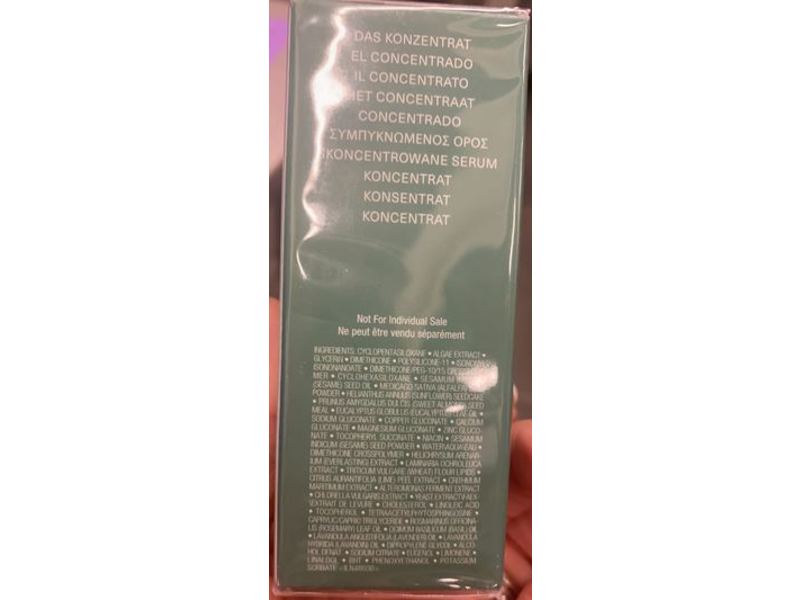 DAS KONZENTRAT
EL CONCENTRADO
IL CONCENTRATO
HET CONCENTRAAT
CONCENTRADO
ΣΥΜΠΥΚΝΩΜΕΝΟΣ ΟΡΟΣ
SKONCENTROWANE SERUM
KONCENTRAT
KONSENTRAT
KONCENTRAT
Not For Individual Sale
Ne peut être vendu séparément
INGREDIENTS: CYCLOPENTASILOXANE • ALGAE EXTRACT •
GLYCERIN • DIMETHICONE • POLYSILICONE-11 • ISONONYL
ISONONANOATE • DIMETHICONE/PEG-10/15
MER • CYCLOHEXASILOXANE • SESAMUM
(SESAME) SEED OIL • MEDICAGO SATIVA (ALFALFA)
POWDER • HELIANTHUS ANNUUS (SUNFLOWER) SEEDCAKE
• PRUNUS AMYGDALUS DULCIS (SWEET ALMOND) SEED
MEAL • EUCALYPTUS GLOBULUS (EUCALYPTUS) LEAF OIL •
SODIUM GLUCONATE • COPPER GLUCONATE • CALCIUM
GLUCONATE • MAGNESIUM GLUCONATE • ZINC GLUCO-
NATE • TOCOPHERYL SUCCINATE • NIACIN • SESAMUM
INDICUM (SESAME) SEED POWDER • WATER\AQUA\EAU •
DIMETHICONE CROSSPOLYMER • HELICHRYSUM ARENAR-
IUM (EVERLASTING) EXTRACT • LAMINARIA OCHROLEUCA
EXTRACT • TRITICUM VULGARE (WHEAT) FLOUR LIPIDS •
CITRUS AURANTIFOLIA (LIME) PEEL EXTRACT • CRITHMUM
MARITIMUM EXTRACT • ALTEROMONAS FERMENT EXTRACT
• CHLORELLA VULGARIS EXTRACT • YEAST EXTRACT\FAEX\
EXTRAIT DE LEVURE • CHOLESTEROL • LINOLEIC ACID
• TOCOPHEROL • TETRAACETYLPHYTOSPHINGOSINE •
CAPRYLIC/CAPRIC TRIGLYCERIDE • ROSMARINUS OFFICINA-
LIS (ROSEMARY) LEAF OIL • OCIMUM BASILICUM (BASIL) OIL
• LAVANDULA ANGUSTIFOLIA (LAVENDER) OIL • LAVANDULA
HYBRIDA (LAVANDIN) OIL • DIPROPYLENE GLYCOL • ALCO-
HOL DENAT • SODIUM CITRATE • EUGENOL • LIMONENE •
LINALOOL • BHT • PHENOXYETHANOL • POTASSIUM
SORBATE